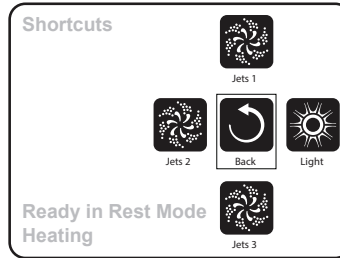 Shortcuts
Jets 1
Jets 2
Back
Light
Ready in Rest Mode
Heating
Jets 3